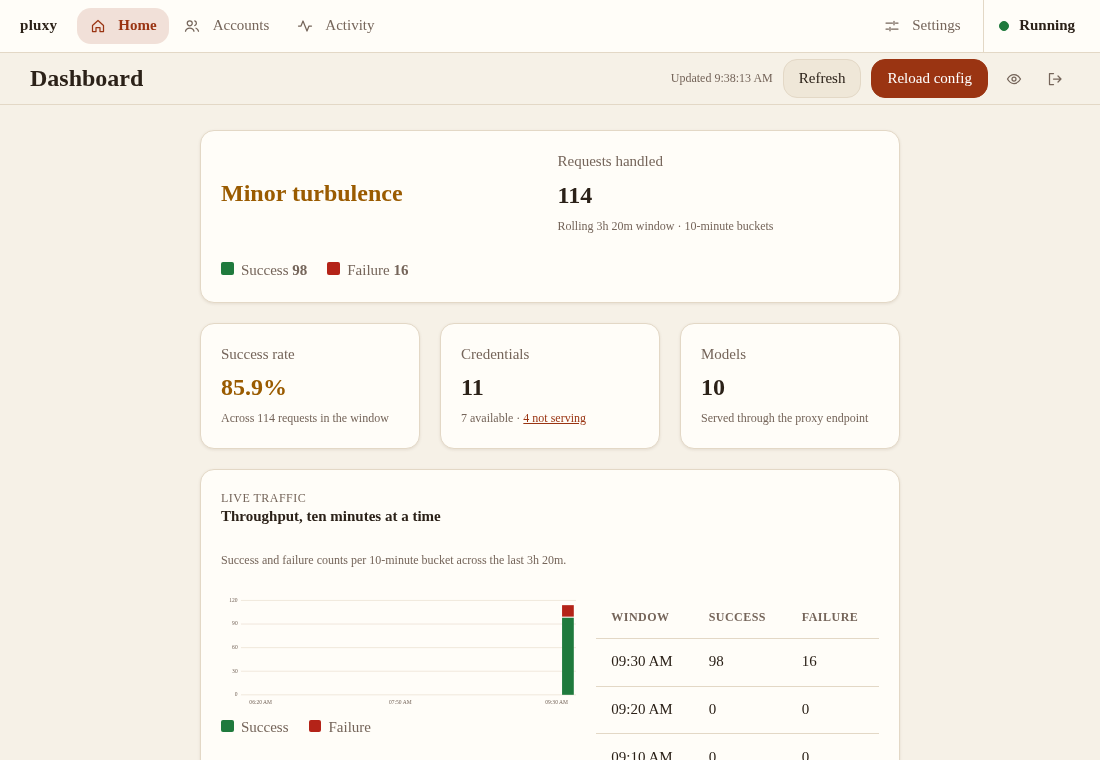 pluxy
Home
Accounts
Activity
Settings
Running
Dashboard
Updated 9:38:13 AM
Refresh
Reload config
Minor turbulence
Requests handled
114
Rolling 3h 20m window · 10-minute buckets
Success 98
Failure 16
Success rate
85.9%
Across 114 requests in the window
Credentials
11
7 available · 4 not serving
Models
10
Served through the proxy endpoint
LIVE TRAFFIC
Throughput, ten minutes at a time
Success and failure counts per 10-minute bucket across the last 3h 20m.
120
90
60
30
0
06:20 AM
07:50 AM
09:30 AM
Success
Failure
WINDOW SUCCESS FAILURE
09:30 AM 98 16
09:20 AM 0 0
09:10 AM 0 0